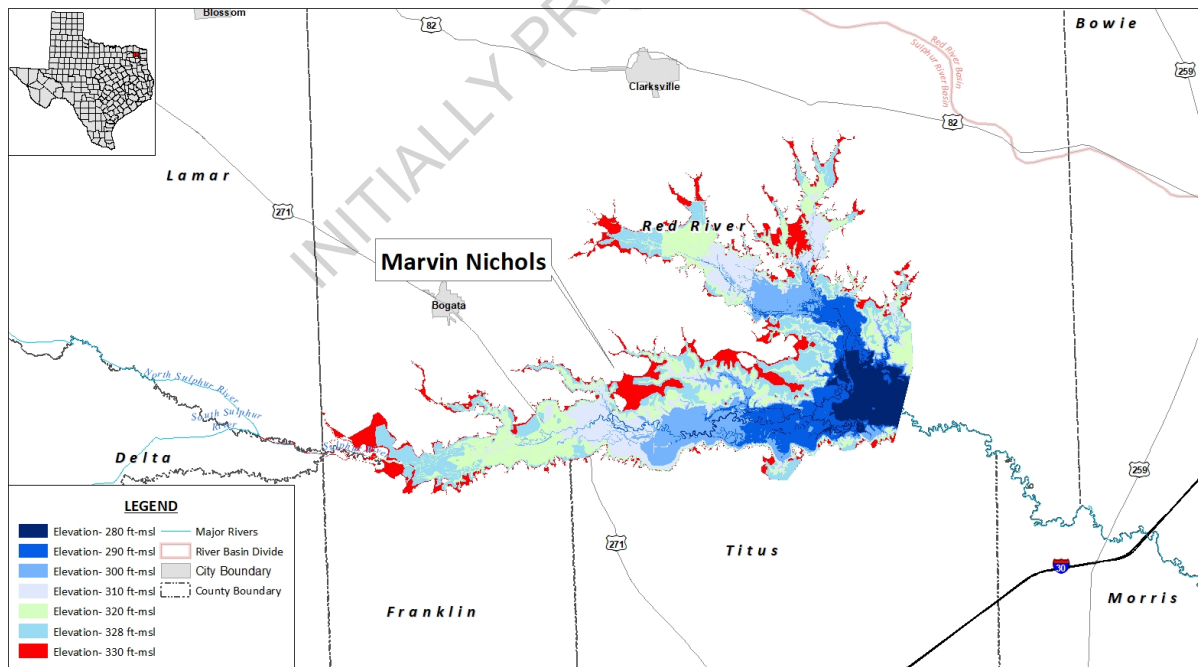 Blossom
82
Bowie
INITIALLY PRE
Red River Basin
Sulphur River Basin
259
Clarksville
82
Lamar
271
Red River
Marvin Nichols
Bogata
North Sulphur River
South Sulphur
River
Sulphur River
Delta
259
271
Titus
30
Franklin
Morris
LEGEND
Elevation- 280 ft-msl
Major Rivers
Elevation- 290 ft-msl
River Basin Divide
Elevation- 300 ft-msl
City Boundary
Elevation- 310 ft-msl
County Boundary
Elevation- 320 ft-msl
Elevation- 328 ft-msl
Elevation- 330 ft-msl